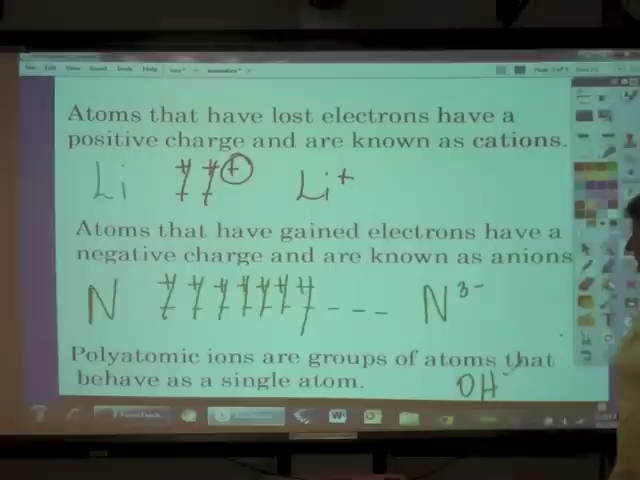 Atoms that have lost electrons have a
positive charge and are known as cations.
Li Li+
Atoms that have gained electrons have a
negative charge and are known as anions
N --- N 3-
Polyatomic ions are groups of atoms that
behave as a single atom.
OH-